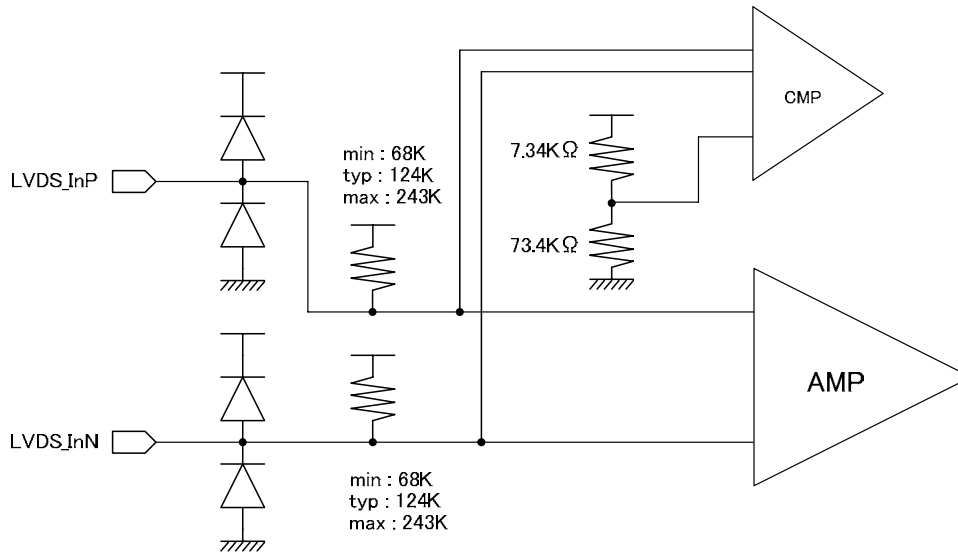 CMP
7.34KΩ
min : 68K
typ : 124K
max : 243K
LVDS_InP
73.4KΩ
AMP
LVDS_InN
min : 68K
typ : 124K
max : 243K